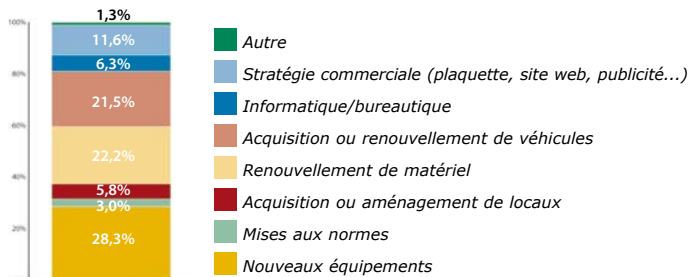 100%
80%
60%
40%
20%
1,3%
11,6%
6,3%
21,5%
22,2%
5,8%
3,0%
28,3%
Autre
Stratégie commerciale (plaquette, site web, publicité...)
Informatique/bureautique
Acquisition ou renouvellement de véhicules
Renouvellement de matériel
Acquisition ou aménagement de locaux
Mises aux normes
Nouveaux équipements